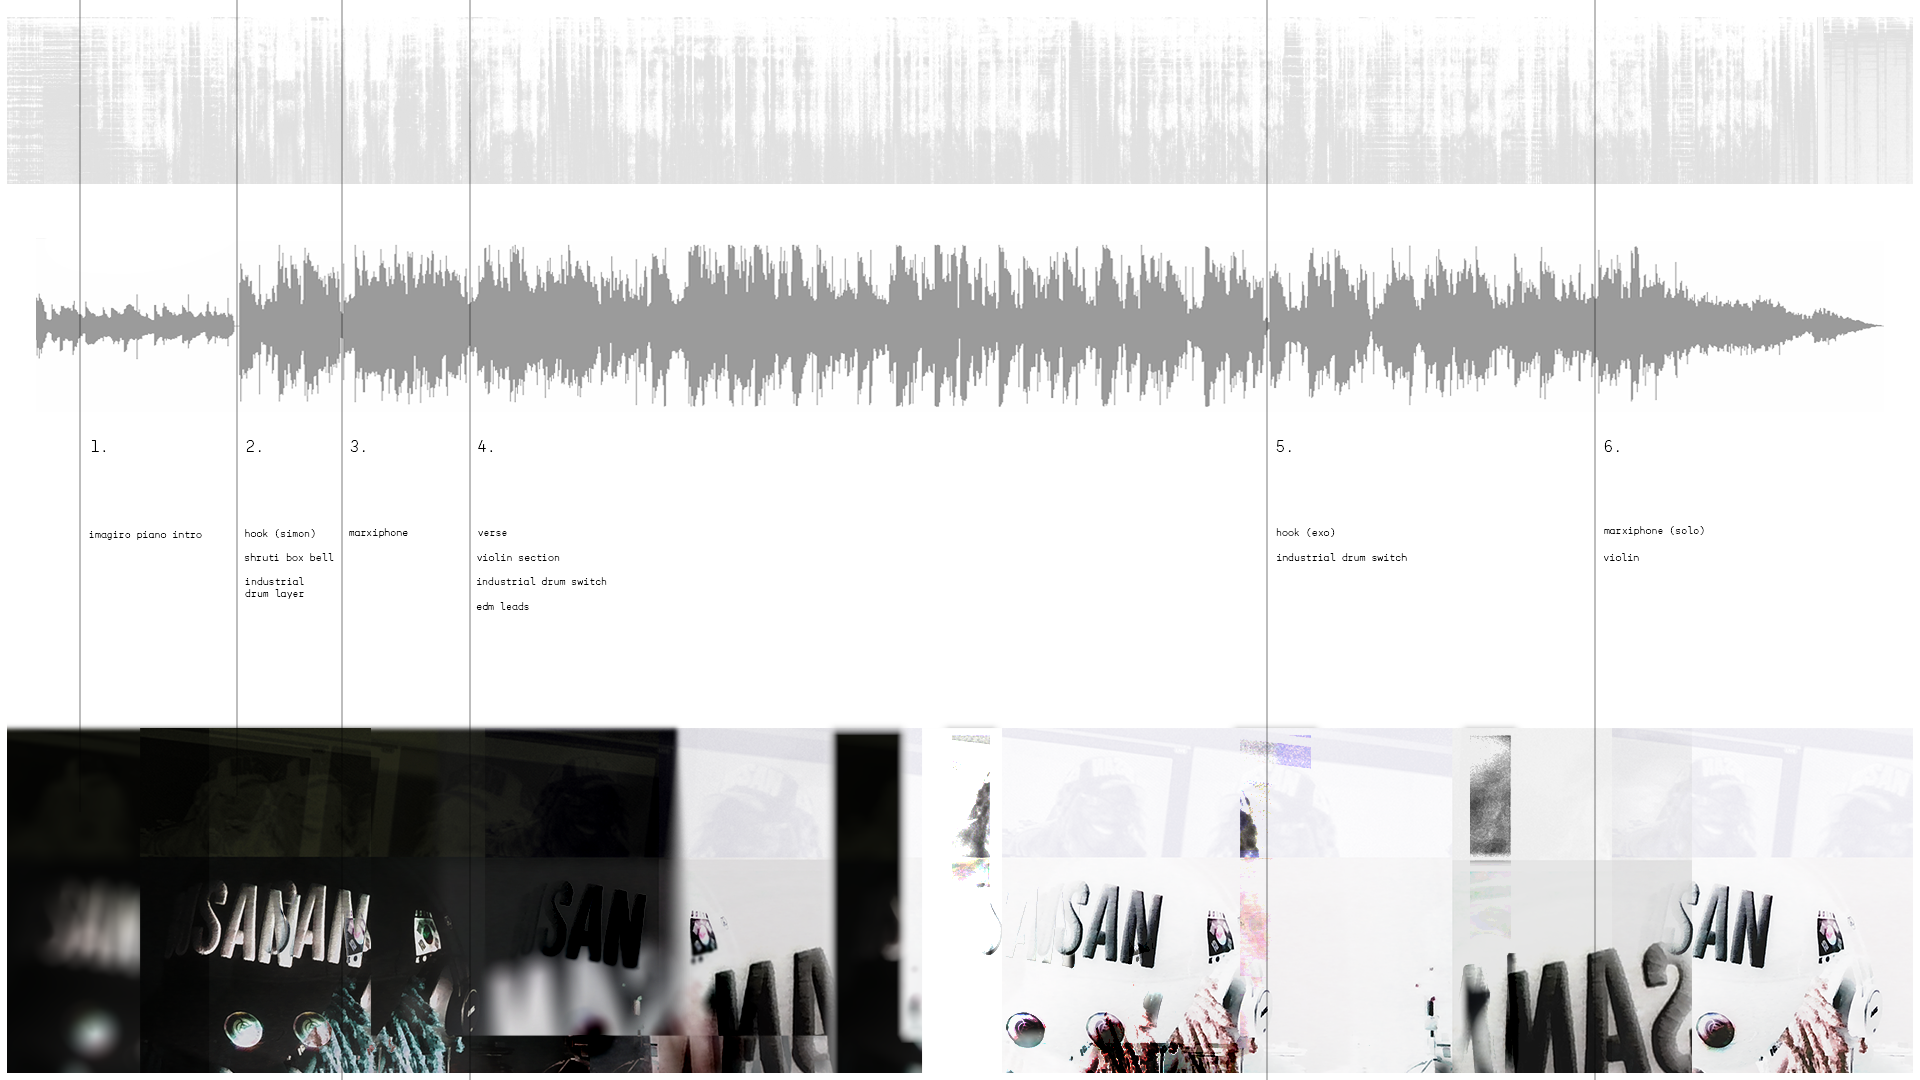 1.
2.
3.
4.
5.
6.
imagiro piano intro
hook (simon)
shruti box bell
industrial
drum layer
marxiphone
verse
violin section
industrial drum switch
edm leads
hook (exo)
industrial drum switch
marxiphone (solo)
violin
SAN
SAN
SAN
SAN